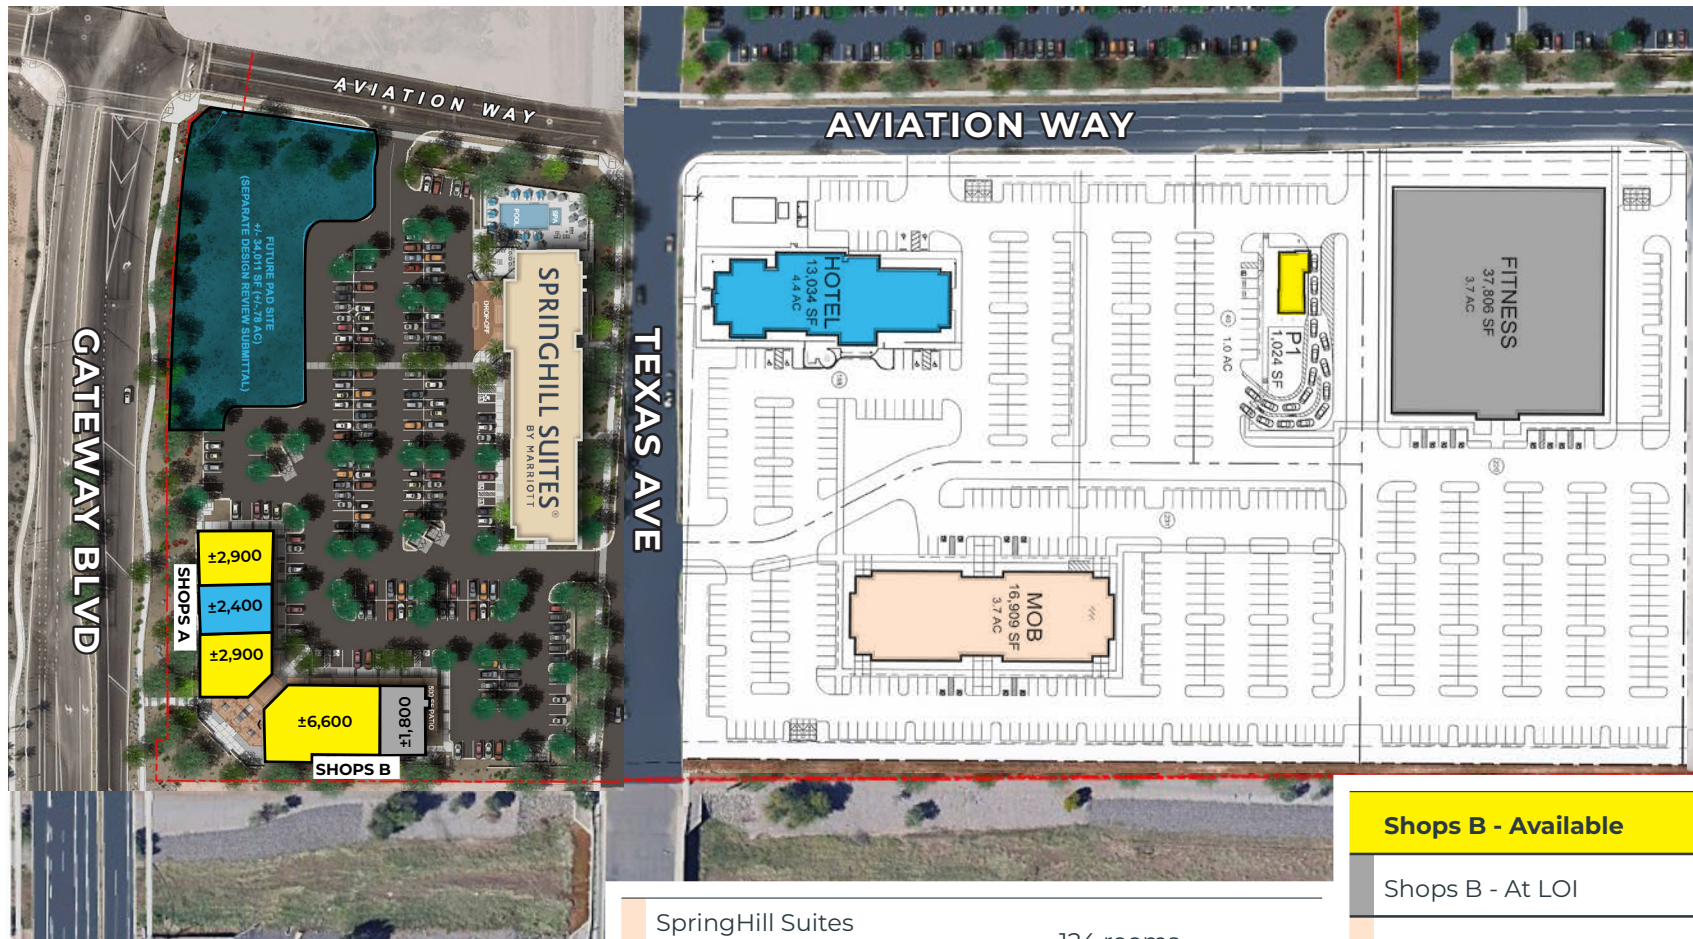 AVIATION WAY
AVIATION WAY
GATEWAY BLVD
TEXAS AVE
FUTURE PAD SITE
+/- 34,011 SF (+/-.78 AC)
(SEPARATE DESIGN REVIEW SUBMITTAL)
POOL
SPA
DROP-OFF
SPRINGHILL SUITES®
BY MARRIOTT
HOTEL
13,034 SF
4.4 AC
P1
1,024 SF
1.0 AC
FITNESS
37,806 SF
3.7 AC
MOB
16,909 SF
3.7 AC
SHOPS A
±2,900
±2,400
±2,900
±6,600
±1,800
SHOPS B
Shops B - Available
Shops B - At LOI
SpringHill Suites